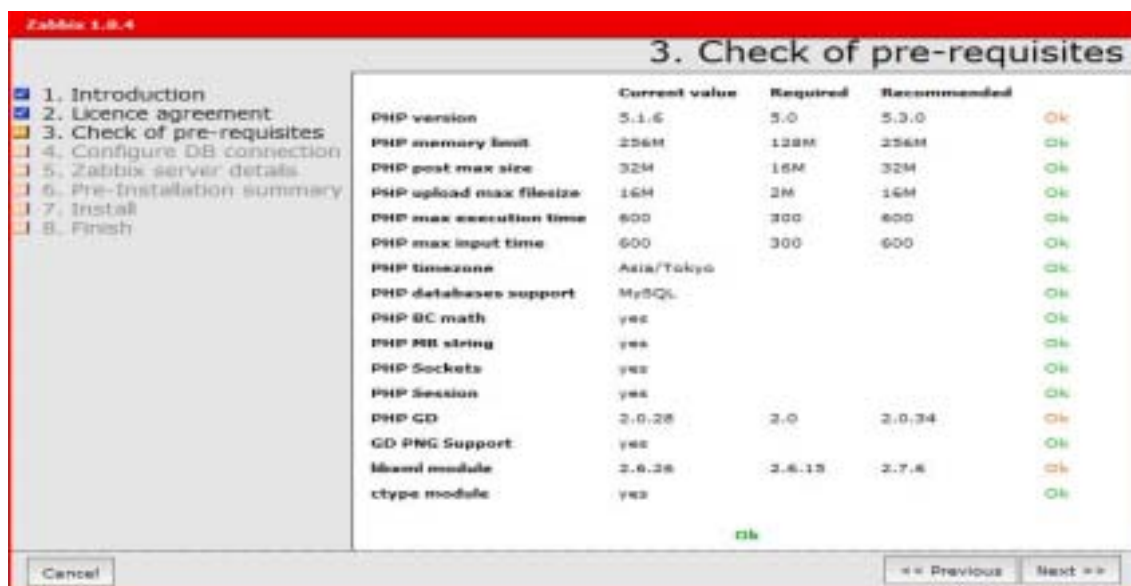 Zabbix 1.8.4
3. Check of pre-requisites
1. Introduction
2. Licence agreement
3. Check of pre-requisites
4. Configure DB connection
5. Zabbix server details
6. Pre-Installation summary
7. Install
8. Finish
Current value Required Recommended
PHP version 5.1.6 5.0 5.3.0 Ok
PHP memory limit 256M 128M 256M Ok
PHP post max size 32M 16M 32M Ok
PHP upload max filesize 16M 2M 16M Ok
PHP max execution time 600 300 600 Ok
PHP max input time 600 300 600 Ok
PHP timezone Asia/Tokyo Ok
PHP databases support MySQL Ok
PHP BC math yes Ok
PHP MB string yes Ok
PHP Sockets yes Ok
PHP Session yes Ok
PHP GD 2.0.28 2.0 2.0.34 Ok
GD PNG Support yes Ok
libxml module 2.6.26 2.6.15 2.7.6 Ok
ctype module yes Ok
Ok
Cancel << Previous Next >>